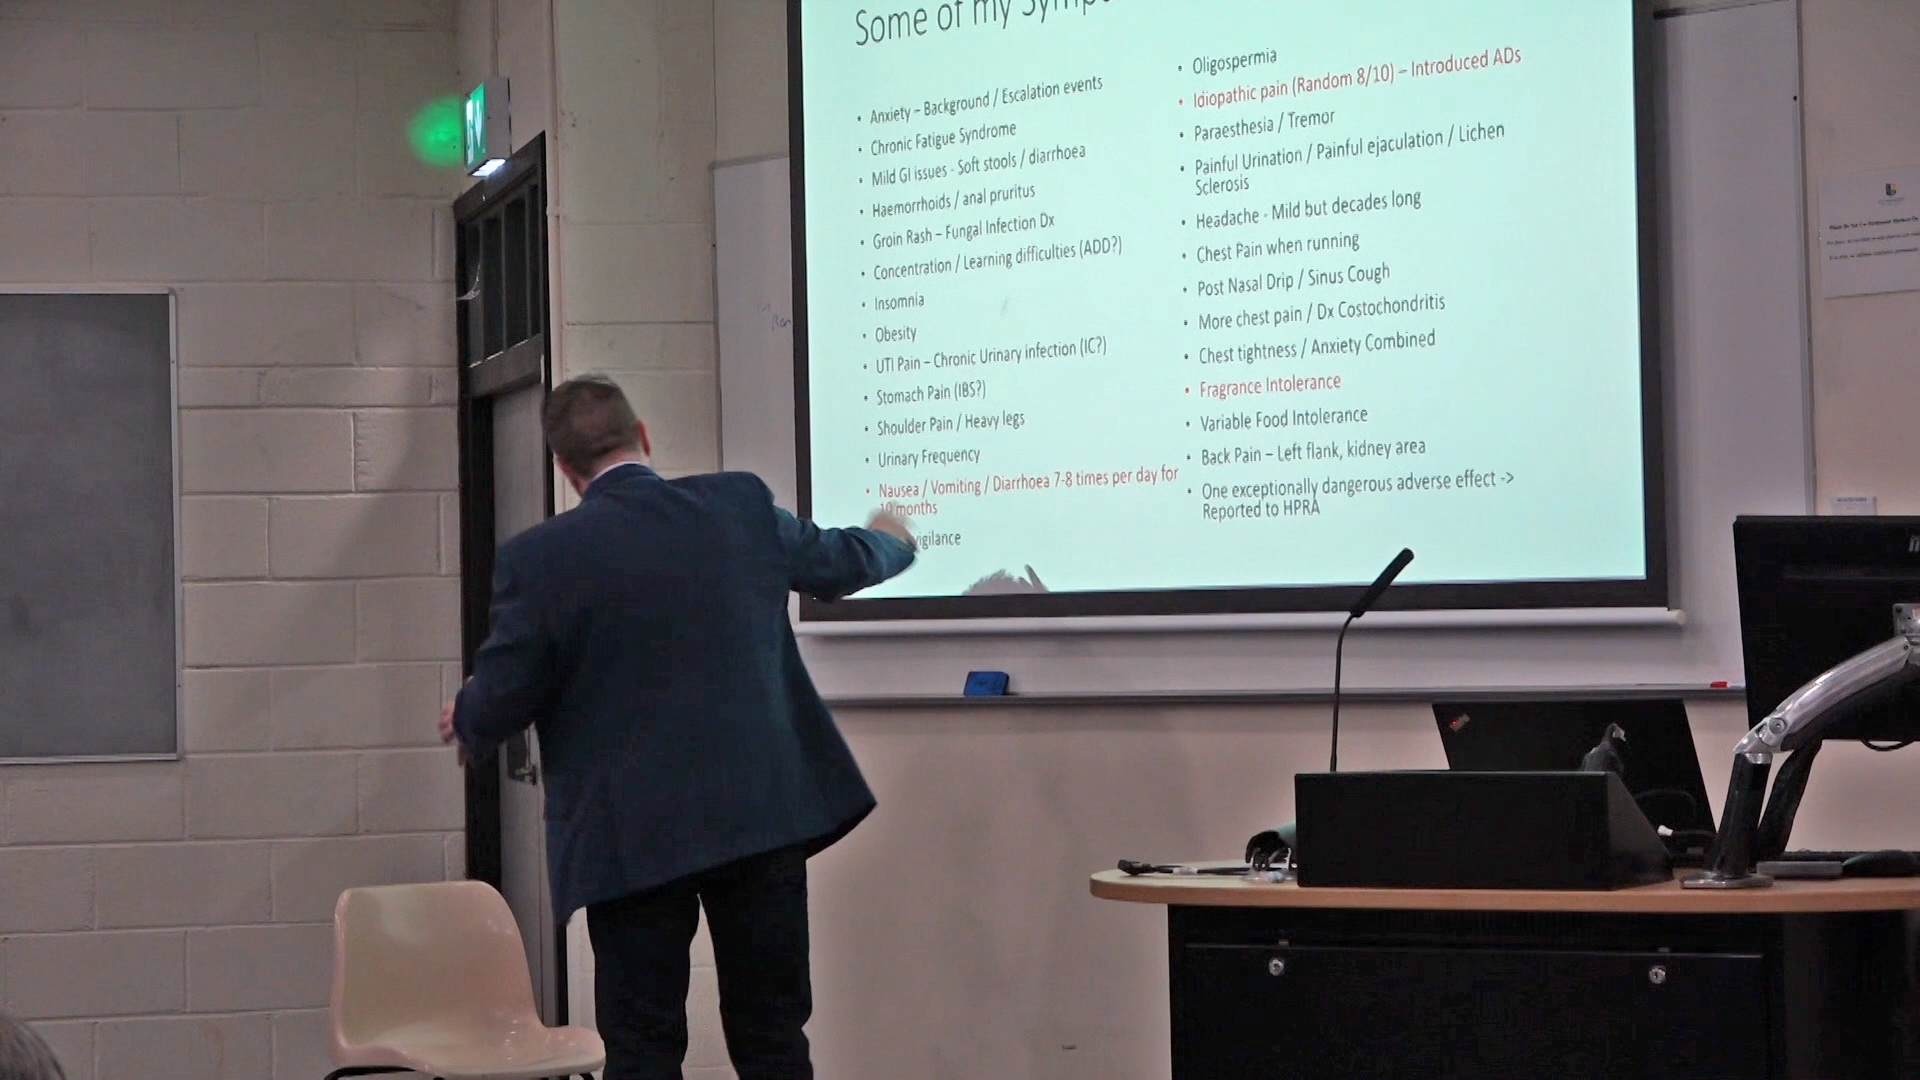 Some of my
• Anxiety – Background / Escalation events
• Chronic Fatigue Syndrome
• Mild GI issues - Soft stools / diarrhoea
• Haemorrhoids / anal pruritus
• Groin Rash – Fungal Infection Dx
• Concentration / Learning difficulties (ADD?)
• Insomnia
• Obesity
• UTI Pain – Chronic Urinary infection (IC?)
• Stomach Pain (IBS?)
• Shoulder Pain / Heavy legs
• Urinary Frequency
• Nausea / Vomiting / Diarrhoea 7-8 times per day for
10 months
vigilance
• Oligospermia
• Idiopathic pain (Random 8/10) – Introduced ADs
• Paraesthesia / Tremor
• Painful Urination / Painful ejaculation / Lichen
Sclerosis
• Headache - Mild but decades long
• Chest Pain when running
• Post Nasal Drip / Sinus Cough
• More chest pain / Dx Costochondritis
• Chest tightness / Anxiety Combined
• Fragrance Intolerance
• Variable Food Intolerance
• Back Pain – Left flank, kidney area
• One exceptionally dangerous adverse effect ->
Reported to HPRA